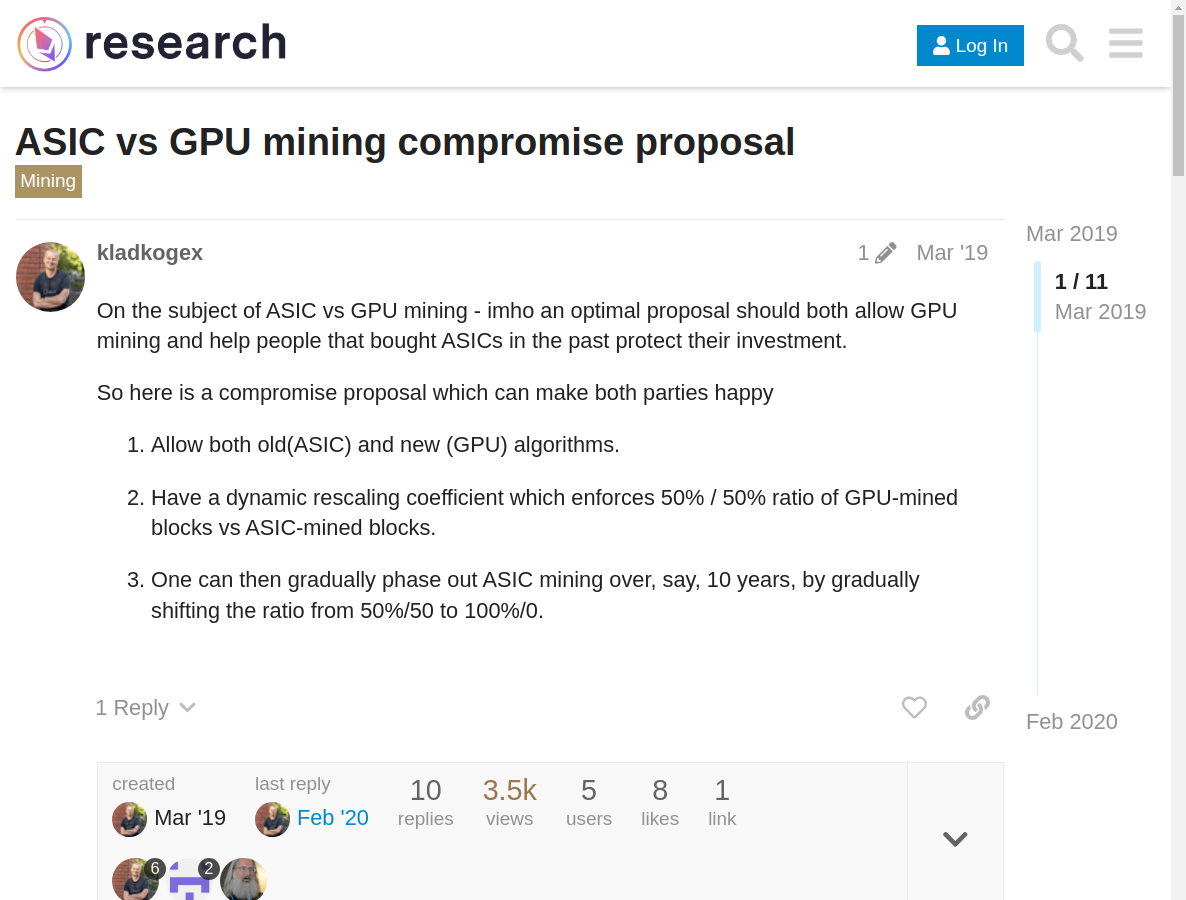 research
Log In
ASIC vs GPU mining compromise proposal
Mining
kladkogex
1
Mar '19
On the subject of ASIC vs GPU mining - imho an optimal proposal should both allow GPU
mining and help people that bought ASICs in the past protect their investment.
So here is a compromise proposal which can make both parties happy
1. Allow both old(ASIC) and new (GPU) algorithms.
2. Have a dynamic rescaling coefficient which enforces 50% / 50% ratio of GPU-mined
blocks vs ASIC-mined blocks.
3. One can then gradually phase out ASIC mining over, say, 10 years, by gradually
shifting the ratio from 50%/50 to 100%/0.
1 Reply
Mar 2019
1 / 11
Mar 2019
Feb 2020
created
Mar '19
last reply
Feb '20
10
replies
3.5k
views
5
users
8
likes
1
link
6
2